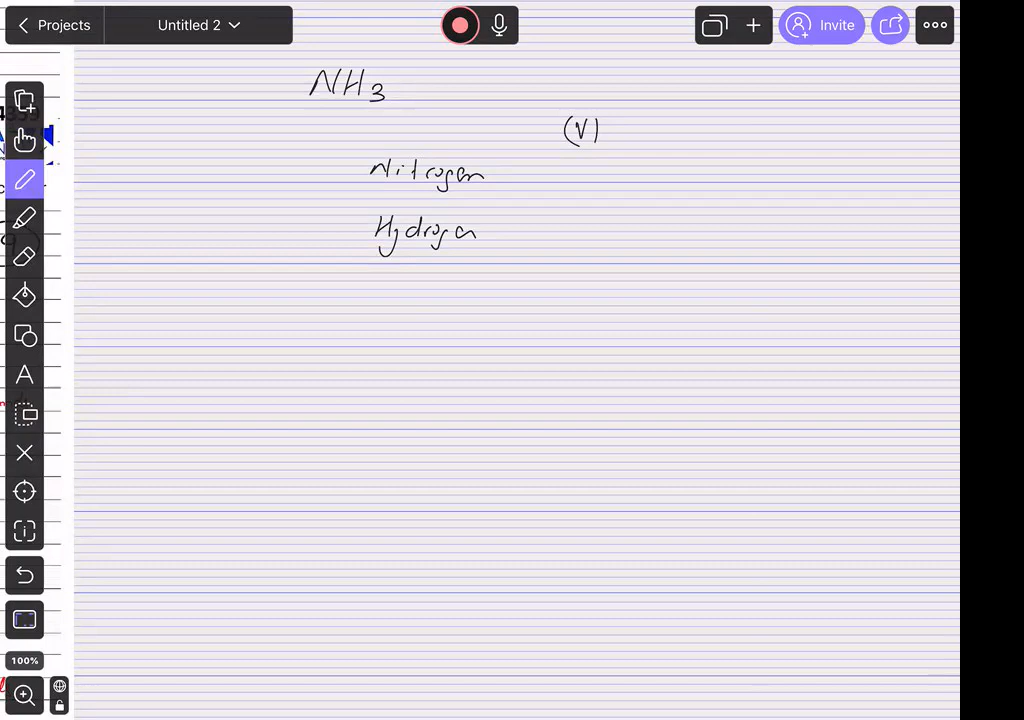 Projects
Untitled 2
Invite
NH3
(V)
Nitrogen
Hydrogen
A
100%